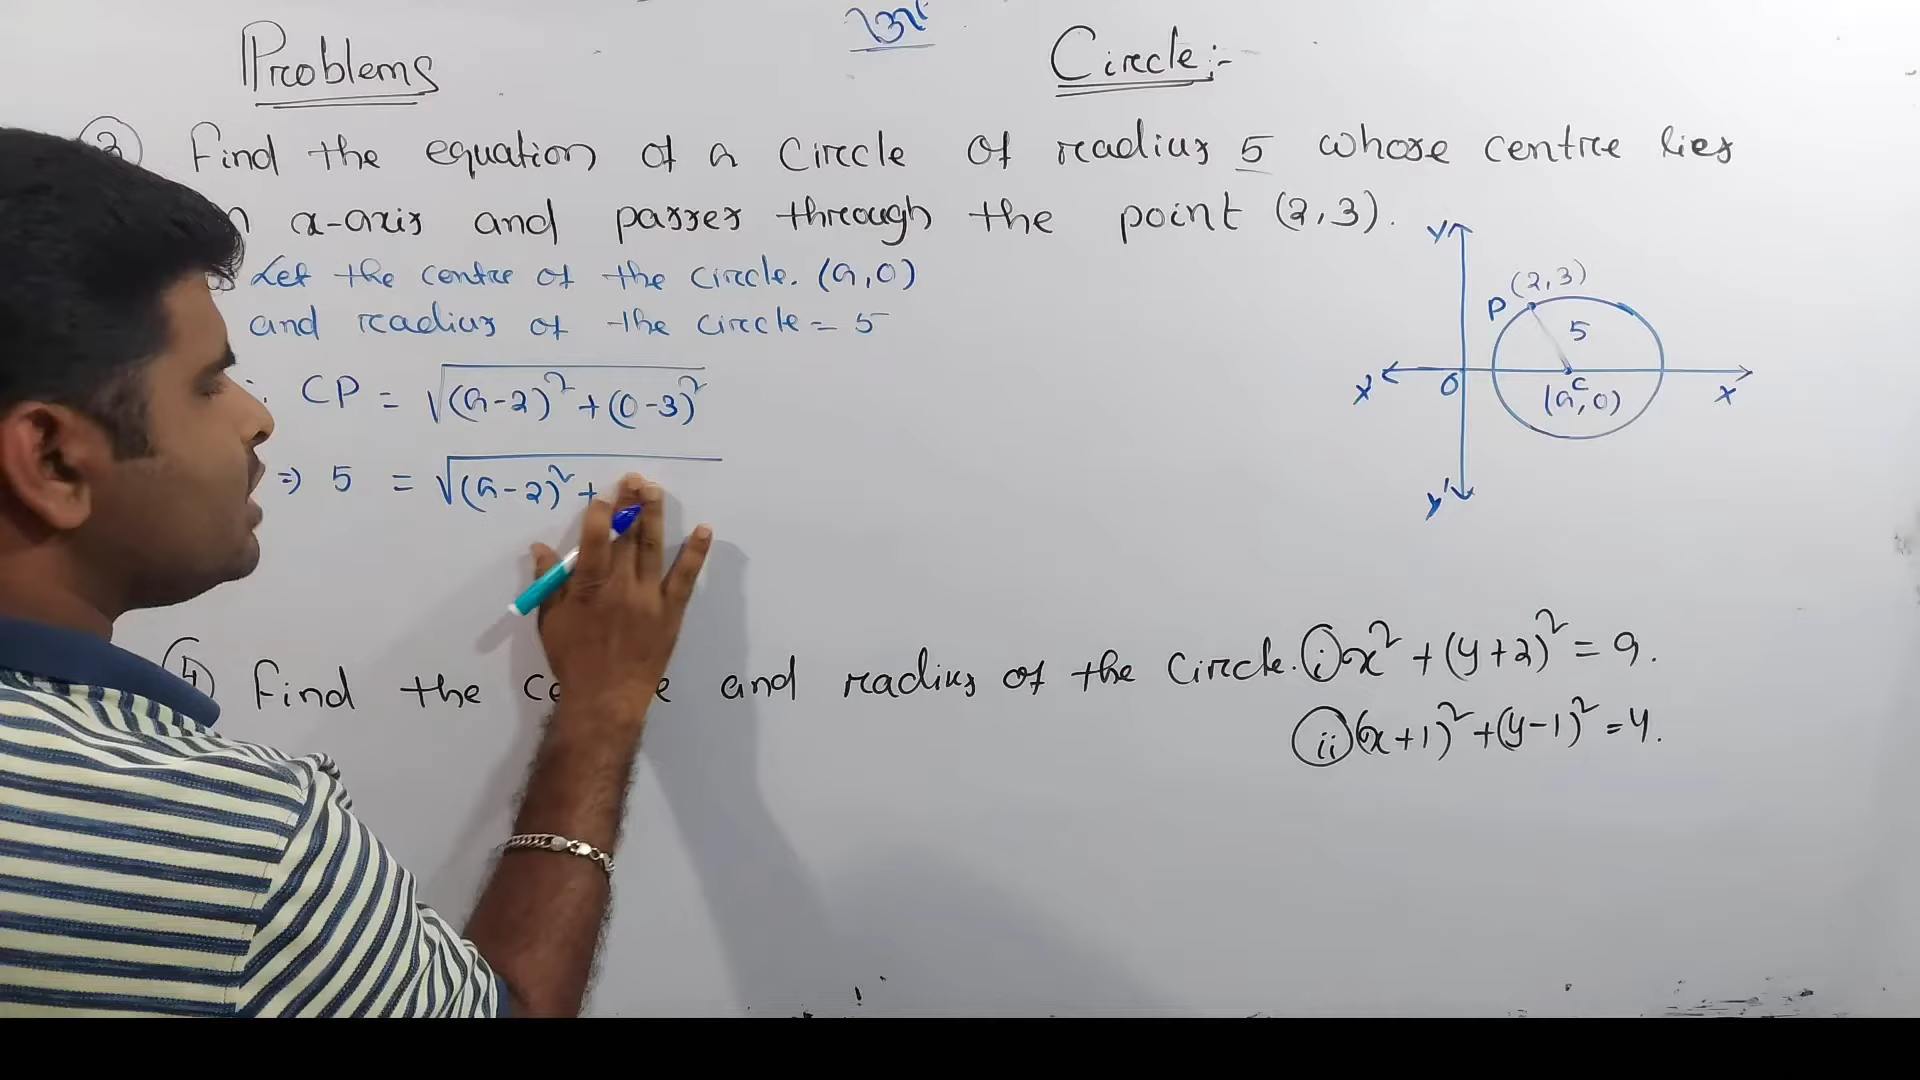 Problems
Circle:-
Find the equation of a Circle of radius 5 whose centre lies
x-axis and passes through the point (2,3).
Let the centre of the circle. (a,0)
and radius of the circle = 5
CP = √(a-2)² + (0-3)²
⇒ 5 = √(a-2)² +
Y
(2,3)
P
5
X' O C X
(a,0)
y'
④ Find the and radius of the Circle. ⓘ x² + (y+2)² = 9.
ⓘⓘ (x+1)² + (y-1)² = 4.